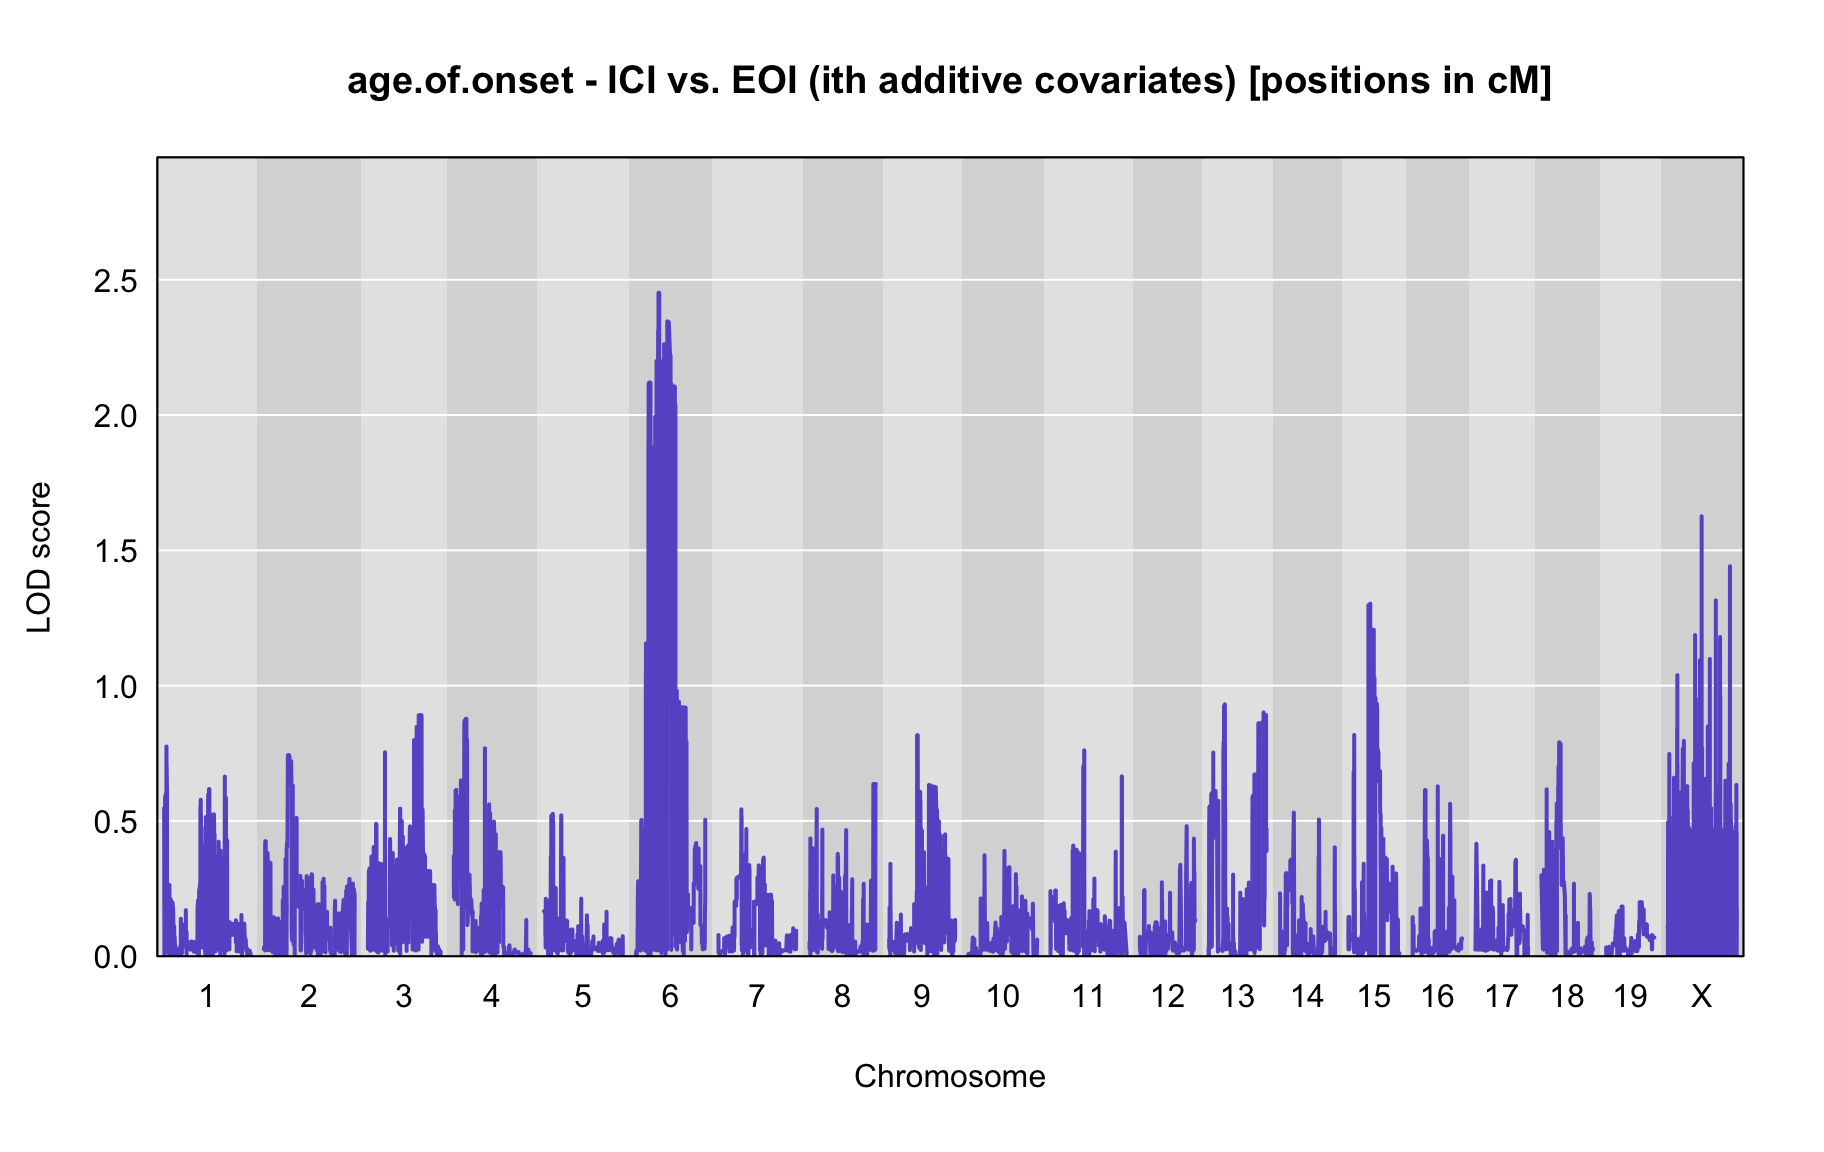 age.of.onset - ICI vs. EOI (ith additive covariates) [positions in cM]
LOD score
2.5
2.0
1.5
1.0
0.5
0.0
1 2 3 4 5 6 7 8 9 10 11 12 13 14 15 16 17 18 19 X
Chromosome